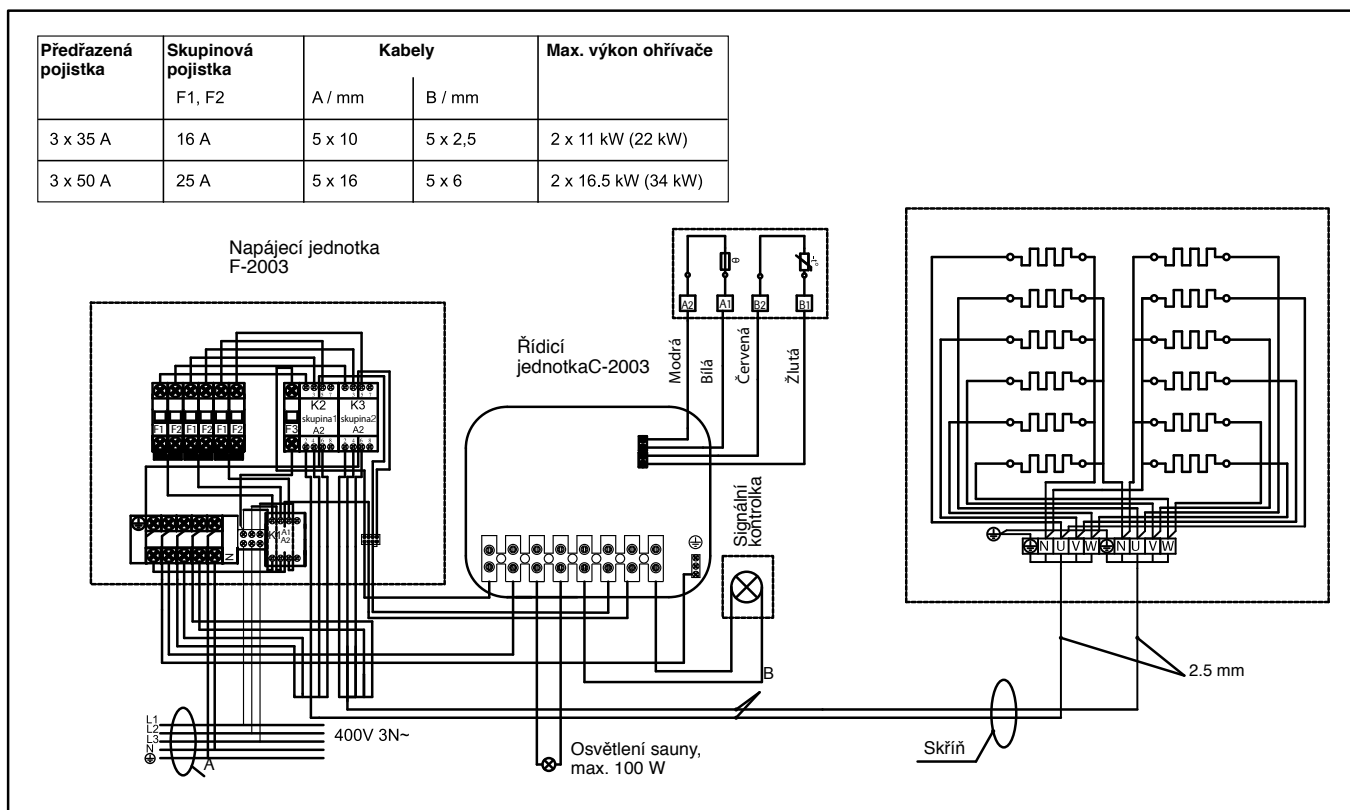 Předřazená pojistka
Skupinová pojistka
F1, F2
Kabely
A / mm
B / mm
Max. výkon ohřívače
3 x 35 A
16 A
5 x 10
5 x 2,5
2 x 11 kW (22 kW)
3 x 50 A
25 A
5 x 16
5 x 6
2 x 16.5 kW (34 kW)
Napájecí jednotka
F-2003
A2
A1
B2
B1
Modrá
Bílá
Červená
Žlutá
Řídicí
jednotkaC-2003
F1
F2
F1
F2
F1
F2
F3
K2
skupina1
A2
K3
skupina2
A2
N
K1
A1
A2
Signální
kontrolka
N
U
V
W
N
U
V
W
2.5 mm
B
L1
L2
L3
N
A
400V 3N~
Osvětlení sauny,
max. 100 W
Skříň